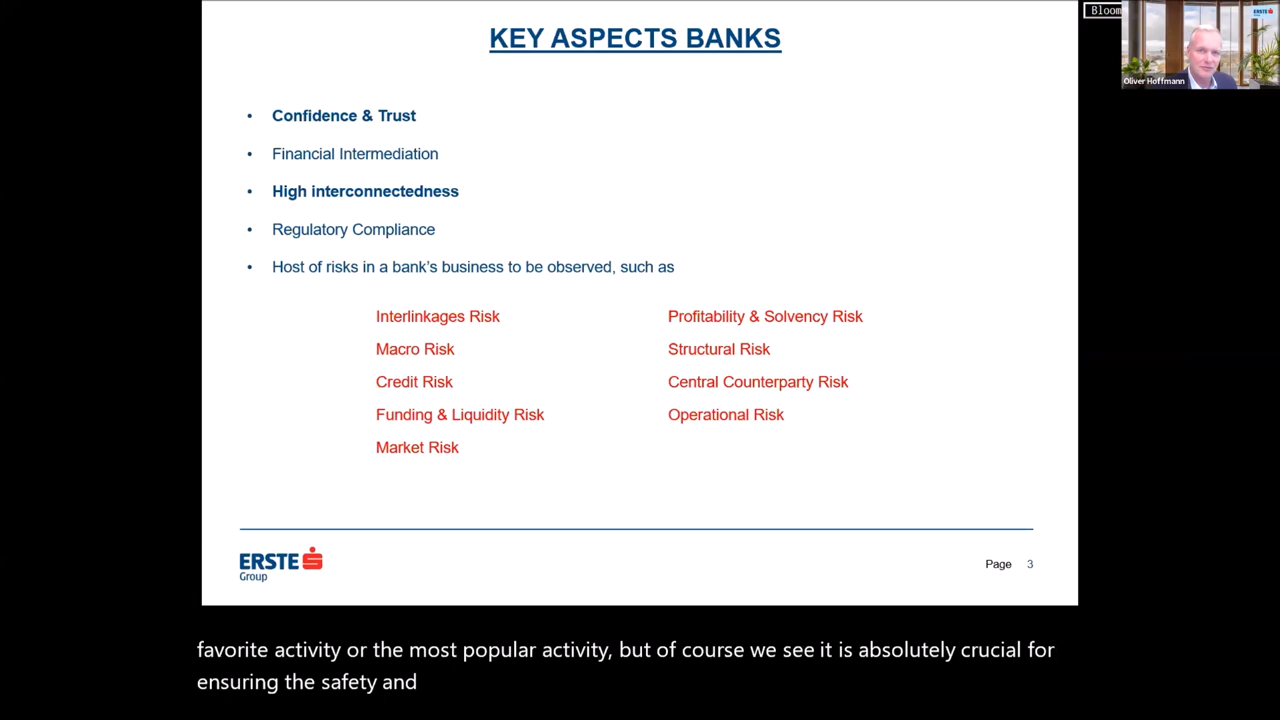 KEY ASPECTS BANKS
Bloom
ERSTE
Oliver Hoffmann
• Confidence & Trust
• Financial Intermediation
• High interconnectedness
• Regulatory Compliance
• Host of risks in a bank's business to be observed, such as
Interlinkages Risk
Profitability & Solvency Risk
Macro Risk
Structural Risk
Credit Risk
Central Counterparty Risk
Funding & Liquidity Risk
Operational Risk
Market Risk
ERSTE
Group
Page 3
favorite activity or the most popular activity, but of course we see it is absolutely crucial for
ensuring the safety and